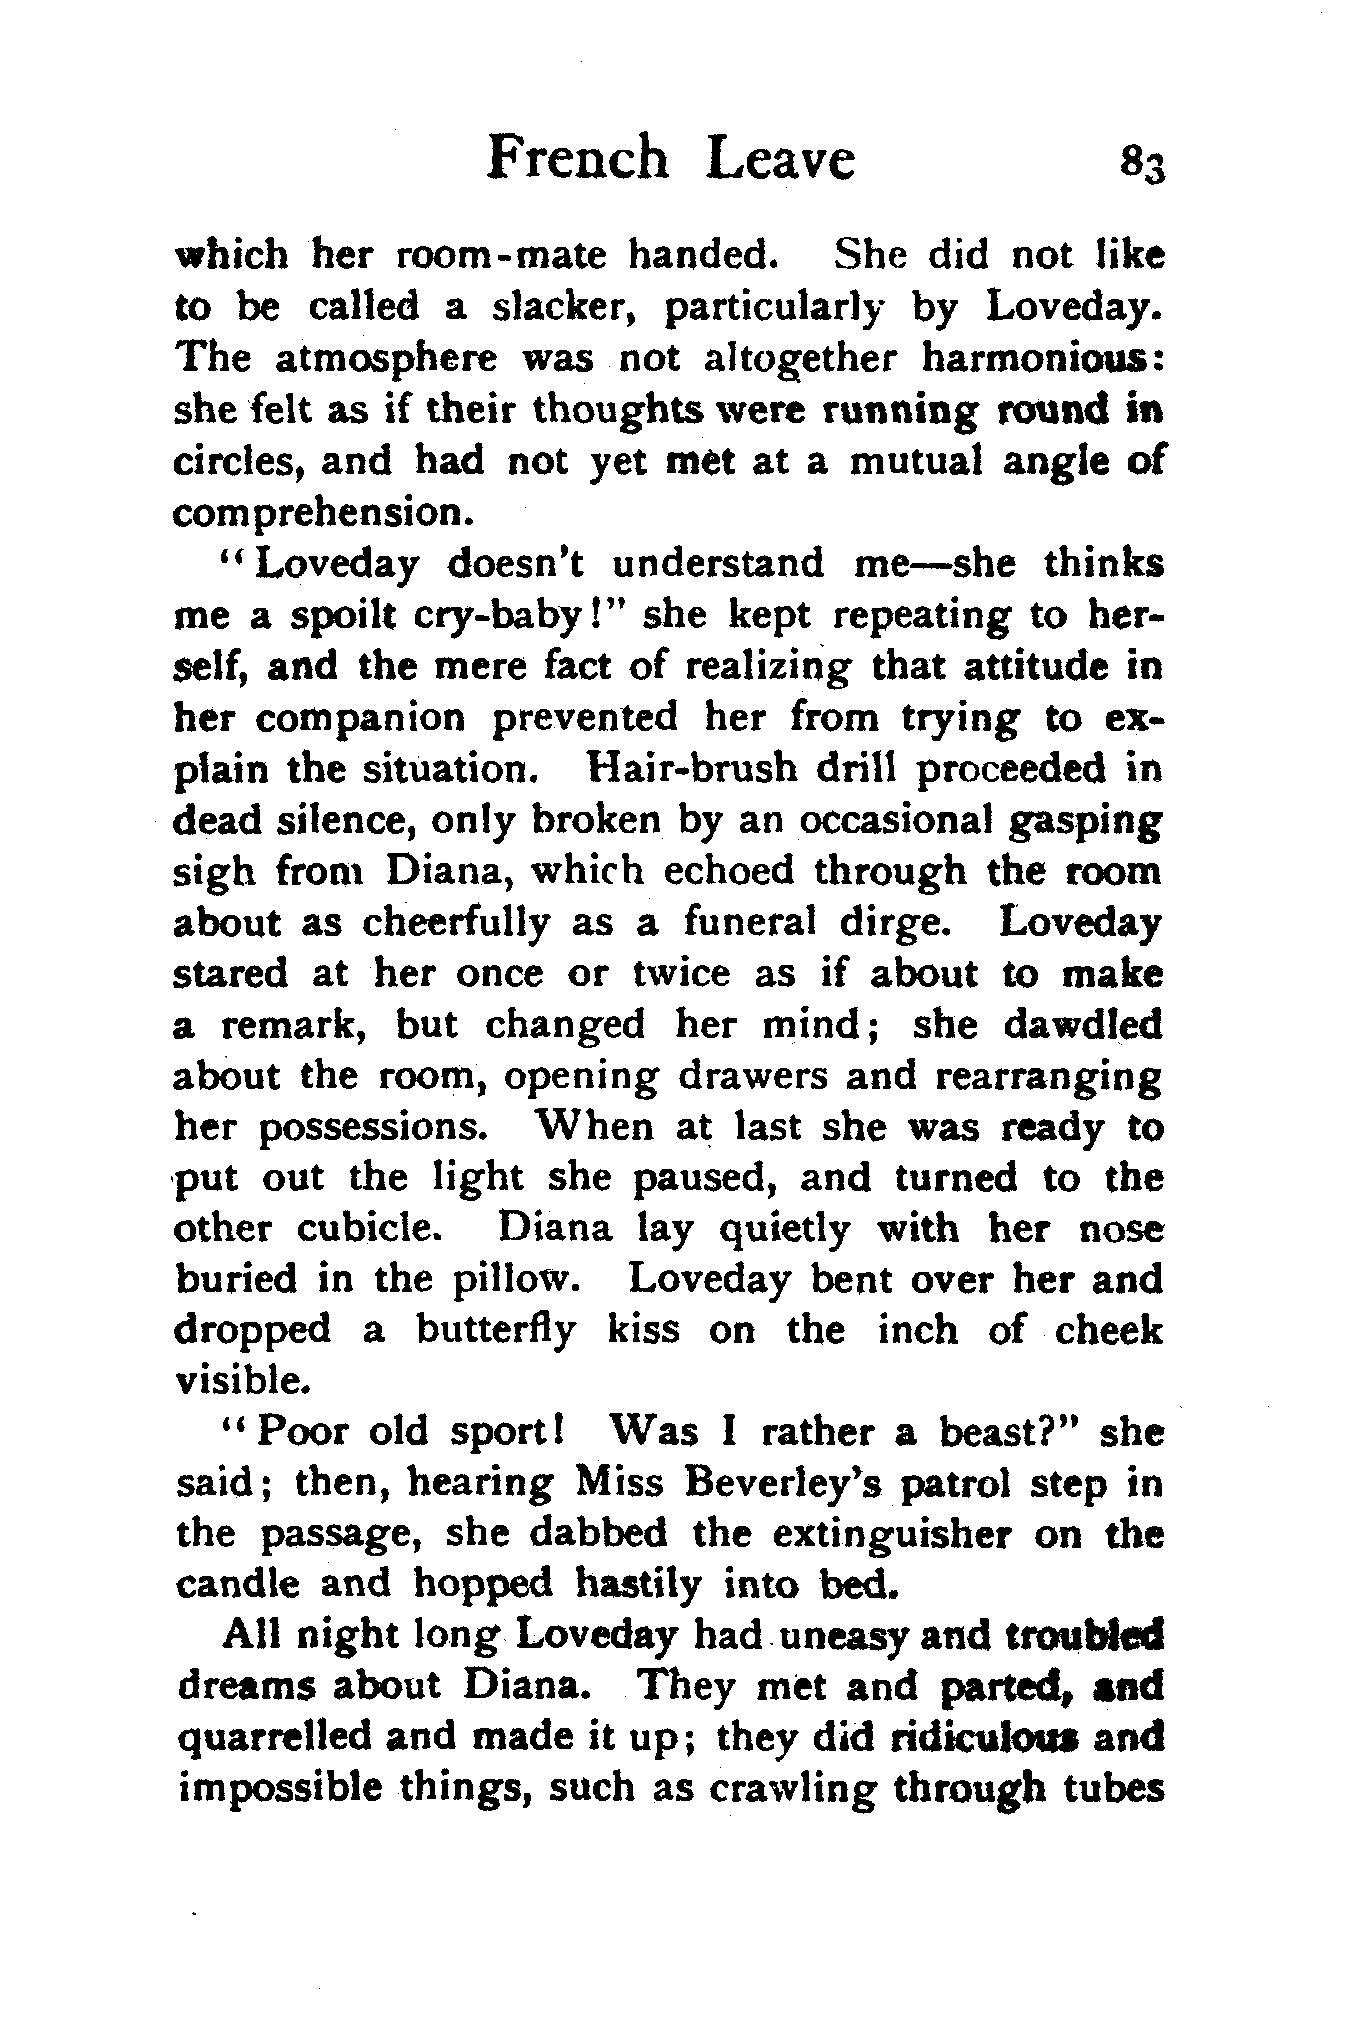 French Leave 83
which her room-mate handed. She did not like
to be called a slacker, particularly by Loveday.
The atmosphere was not altogether harmonious:
she felt as if their thoughts were running round in
circles, and had not yet met at a mutual angle of
comprehension.
“Loveday doesn't understand me—she thinks
me a spoilt cry-baby!” she kept repeating to her-
self, and the mere fact of realizing that attitude in
her companion prevented her from trying to ex-
plain the situation. Hair-brush drill proceeded in
dead silence, only broken by an occasional gasping
sigh from Diana, which echoed through the room
about as cheerfully as a funeral dirge. Loveday
stared at her once or twice as if about to make
a remark, but changed her mind; she dawdled
about the room, opening drawers and rearranging
her possessions. When at last she was ready to
put out the light she paused, and turned to the
other cubicle. Diana lay quietly with her nose
buried in the pillow. Loveday bent over her and
dropped a butterfly kiss on the inch of cheek
visible.
“Poor old sport! Was I rather a beast?” she
said; then, hearing Miss Beverley's patrol step in
the passage, she dabbed the extinguisher on the
candle and hopped hastily into bed.
All night long Loveday had uneasy and troubled
dreams about Diana. They met and parted, and
quarrelled and made it up; they did ridiculous and
impossible things, such as crawling through tubes